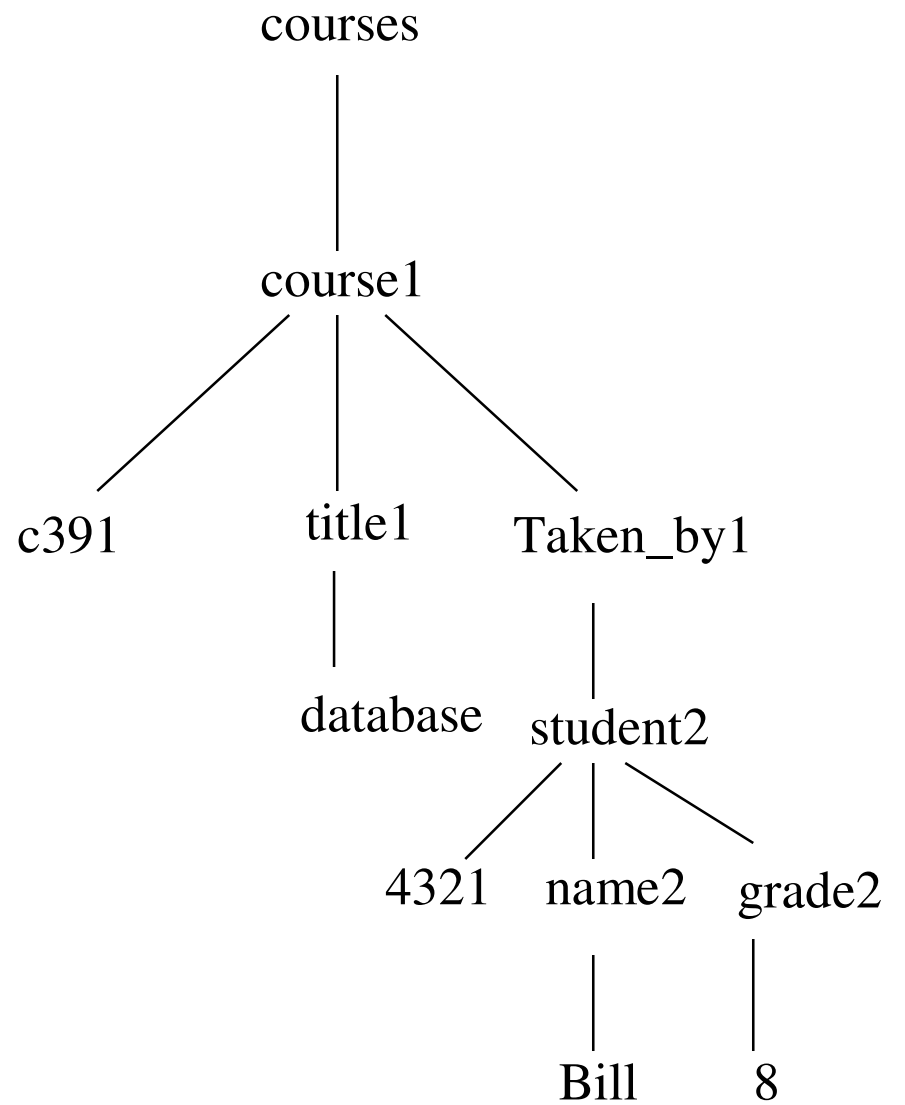 courses
course1
c391 title1 Taken_by1
database student2
4321 name2 grade2
Bill 8